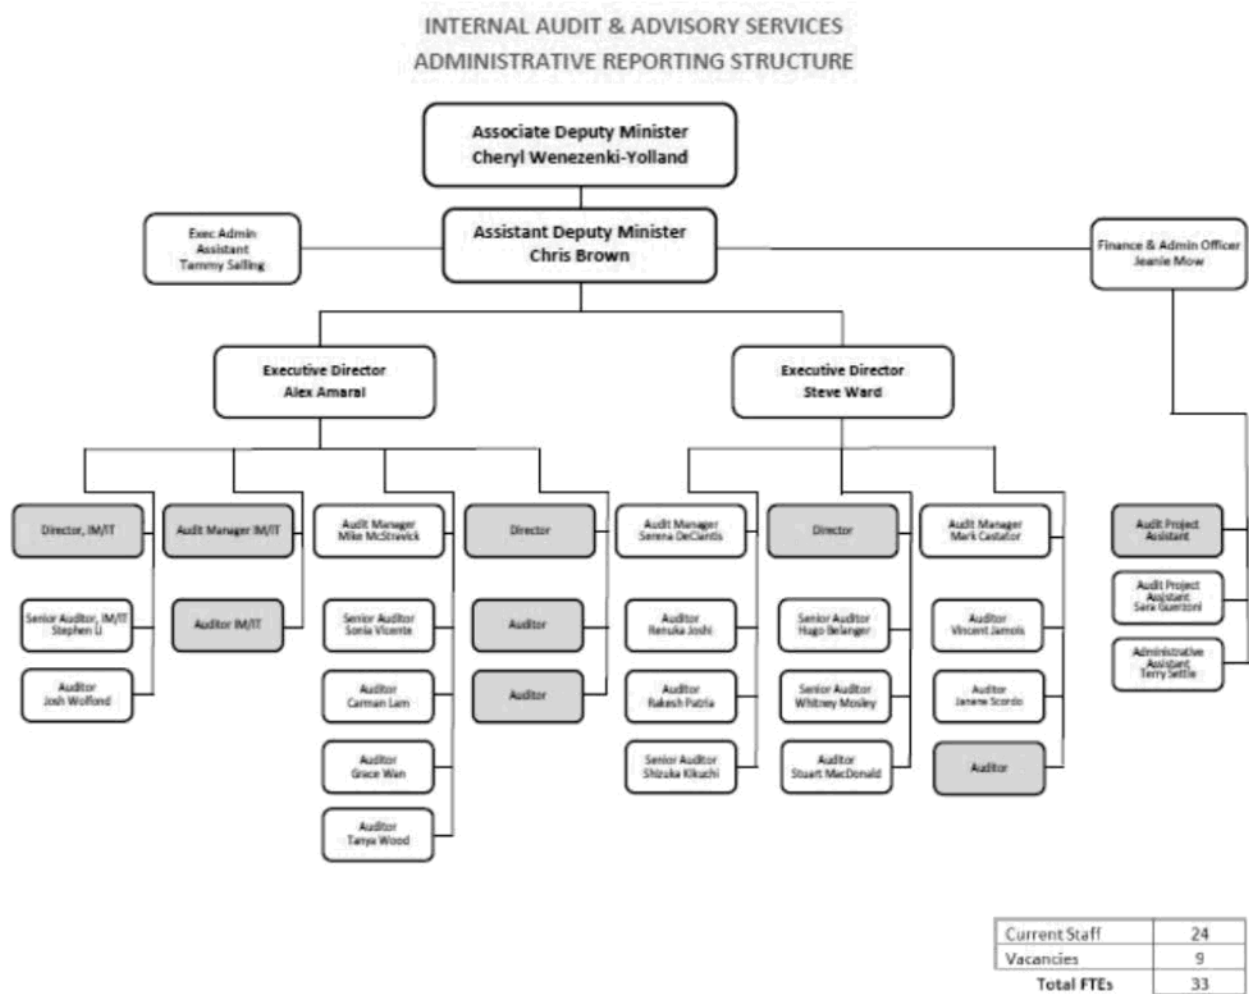 INTERNAL AUDIT & ADVISORY SERVICES
ADMINISTRATIVE REPORTING STRUCTURE
Associate Deputy Minister
Cheryl Wenezenki-Yolland
Exec Admin
Assistant
Tammy Salling
Assistant Deputy Minister
Chris Brown
Finance & Admin Officer
Jeanie Mow
Executive Director
Alex Amaral
Executive Director
Steve Ward
Director, IM/IT
Audit Manager IM/IT
Audit Manager
Mike McStravick
Director
Audit Manager
Serena DeCiantis
Director
Audit Manager
Mark Castator
Audit Project
Assistant
Senior Auditor, IM/IT
Stephen Li
Auditor IM/IT
Senior Auditor
Sonia Vicente
Auditor
Auditor
Renuka Joshi
Senior Auditor
Hugo Belanger
Auditor
Vincent Jamois
Audit Project
Assistant
Sara Guerzoni
Auditor
Josh Wolfond
Auditor
Carman Lam
Auditor
Auditor
Rakesh Patria
Senior Auditor
Whitney Mosley
Auditor
Janane Scordo
Administrative
Assistant
Terry Settle
Auditor
Grace Wan
Senior Auditor
Shizuka Kikuchi
Auditor
Stuart MacDonald
Auditor
Auditor
Tanya Wood
Current Staff 24
Vacancies 9
Total FTEs 33